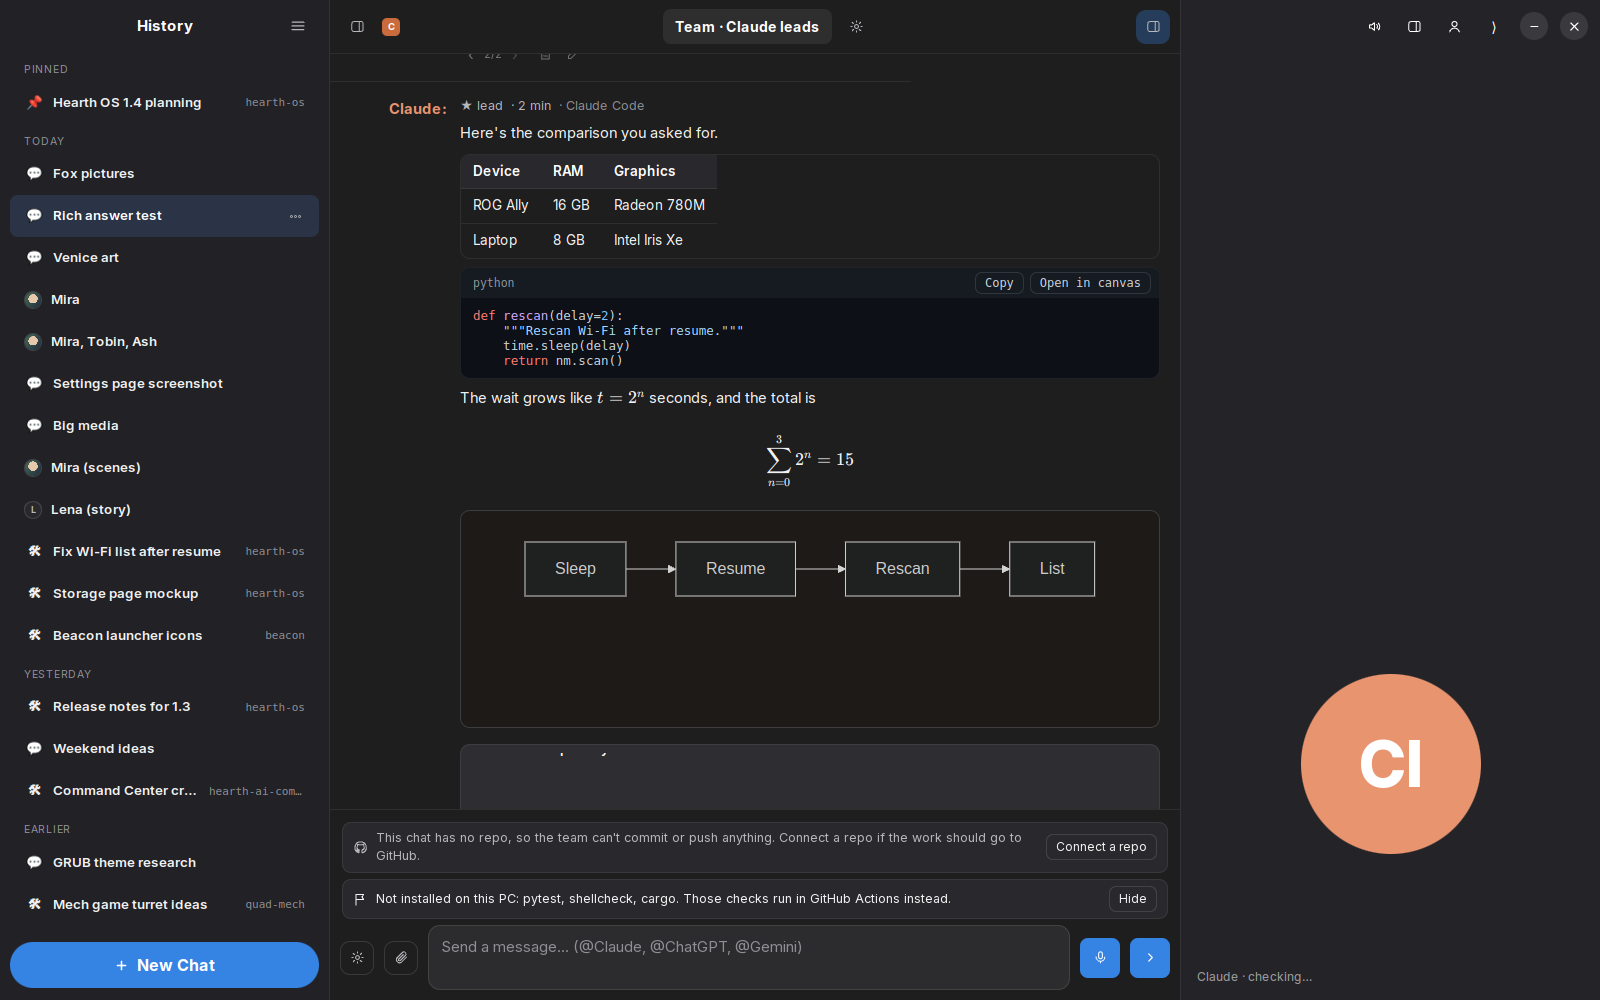 History
PINNED
Hearth OS 1.4 planning hearth-os
TODAY
Fox pictures
Rich answer test
Venice art
Mira
Mira, Tobin, Ash
Settings page screenshot
Big media
Mira (scenes)
L Lena (story)
Fix Wi-Fi list after resume hearth-os
Storage page mockup hearth-os
Beacon launcher icons beacon
YESTERDAY
Release notes for 1.3 hearth-os
Weekend ideas
Command Center cr... hearth-ai-com…
EARLIER
GRUB theme research
Mech game turret ideas quad-mech
+ New Chat
C
Team · Claude leads
Claude: ★ lead · 2 min · Claude Code
Here's the comparison you asked for.
Device RAM Graphics
ROG Ally 16 GB Radeon 780M
Laptop 8 GB Intel Iris Xe
python Copy Open in canvas
def rescan(delay=2):
"""Rescan Wi-Fi after resume."""
time.sleep(delay)
return nm.scan()
The wait grows like t = 2ⁿ seconds, and the total is
3
∑ 2ⁿ = 15
n=0
Sleep Resume Rescan List
This chat has no repo, so the team can't commit or push anything. Connect a repo if the work should go to
GitHub.
Connect a repo
Not installed on this PC: pytest, shellcheck, cargo. Those checks run in GitHub Actions instead. Hide
Send a message... (@Claude, @ChatGPT, @Gemini)
Cl
Claude · checking...